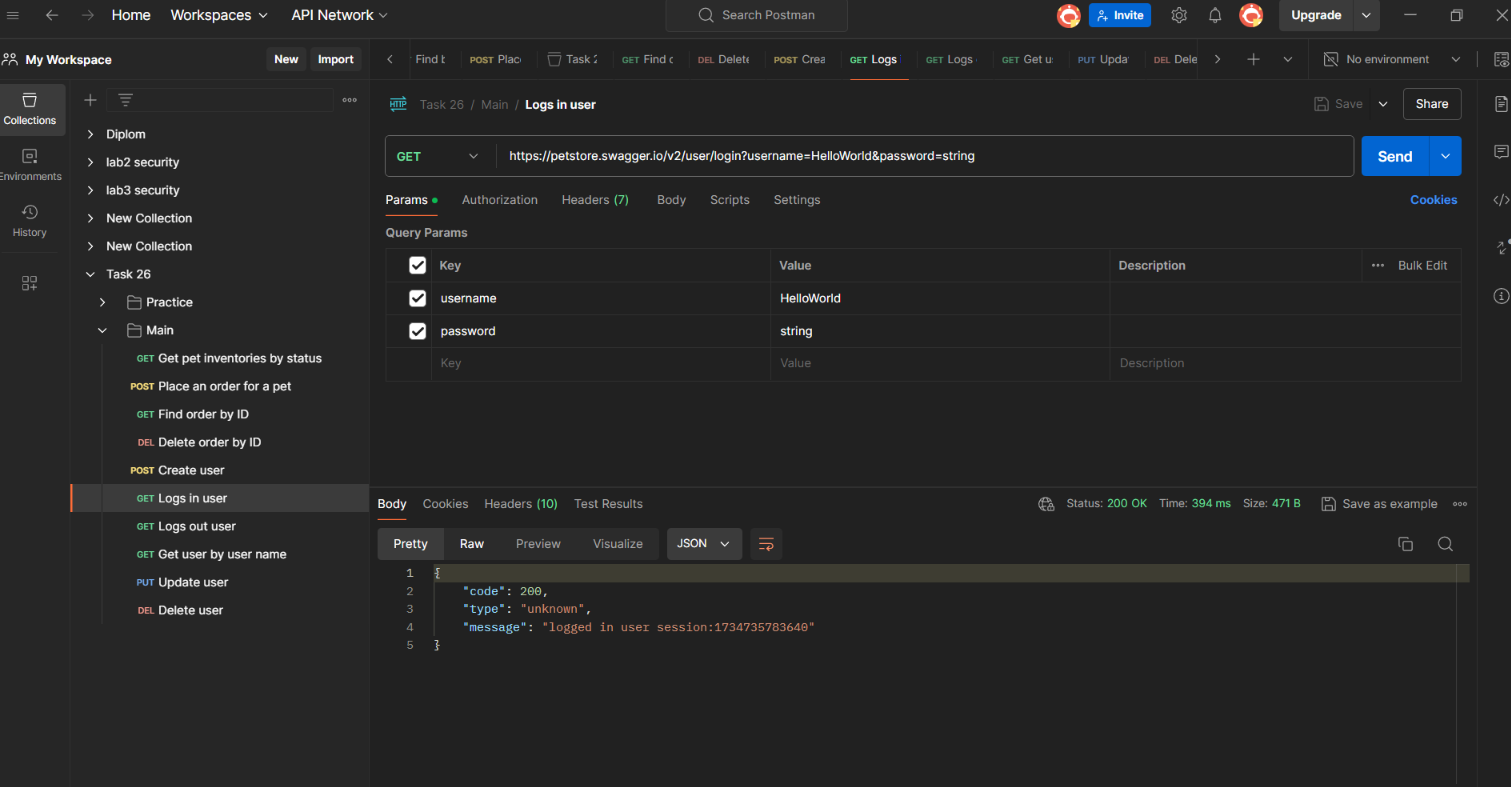 Home Workspaces API Network Search Postman Invite Upgrade
My Workspace New Import Find POST Plac Task 2 GET Find DEL Delete POST Crea GET Logs GET Logs GET Get u PUT Upda DEL Dele No environment
Collections
Environments
History
Diplom
lab2 security
lab3 security
New Collection
New Collection
Task 26
Practice
Main
GET Get pet inventories by status
POST Place an order for a pet
GET Find order by ID
DEL Delete order by ID
POST Create user
GET Logs in user
GET Logs out user
GET Get user by user name
PUT Update user
DEL Delete user
HTTP Task 26 / Main / Logs in user Save Share
GET https://petstore.swagger.io/v2/user/login?username=HelloWorld&password=string Send
Params Authorization Headers (7) Body Scripts Settings Cookies
Query Params
Key Value Description Bulk Edit
username HelloWorld
password string
Key Value Description
Body Cookies Headers (10) Test Results Status: 200 OK Time: 394 ms Size: 471 B Save as example
Pretty Raw Preview Visualize JSON
1 {
2 "code": 200,
3 "type": "unknown",
4 "message": "logged in user session:1734735783640"
5 }